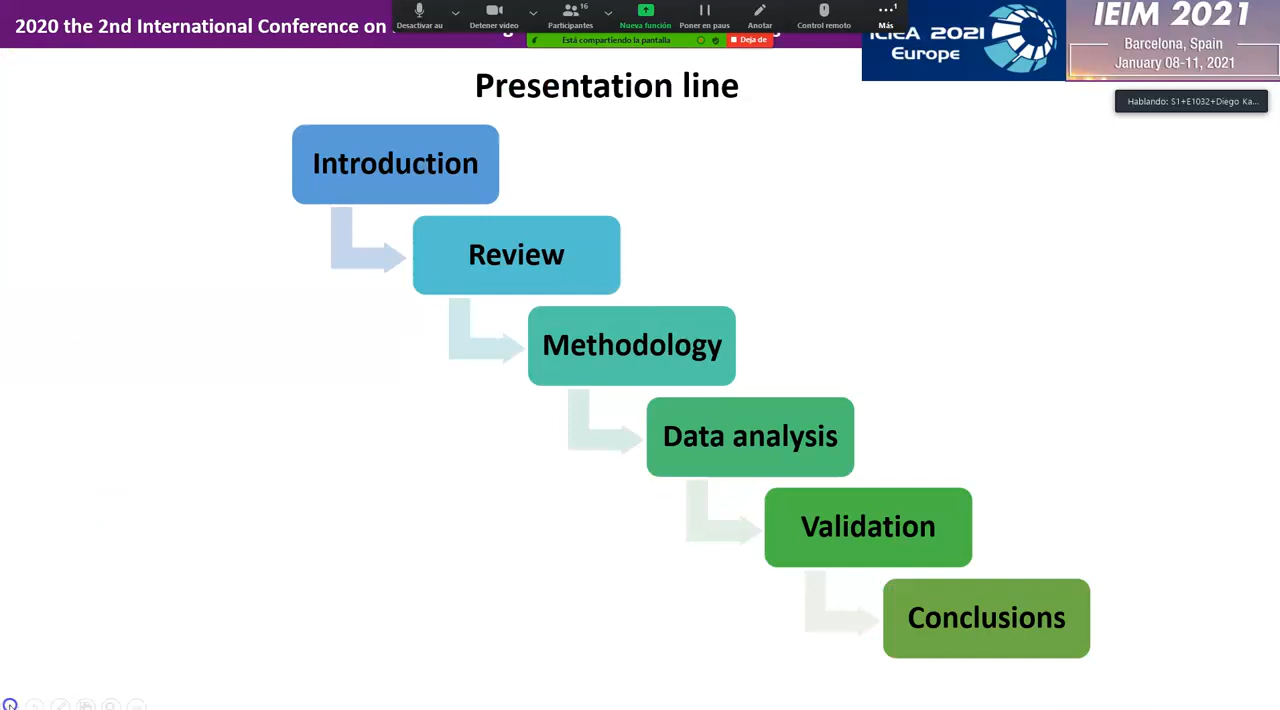 2020 the 2nd International Conference on
16
1
Desactivar au
Detener video
Participantes
Nueva función
Poner en paus
Anotar
Control remoto
Más
Está compartiendo la pantalla
Deja de
ICIEA 2021
Europe
IEIM 2021
Barcelona, Spain
January 08-11, 2021
Hablando: S1+E1032+Diego Ka...
Presentation line
Introduction
Review
Methodology
Data analysis
Validation
Conclusions